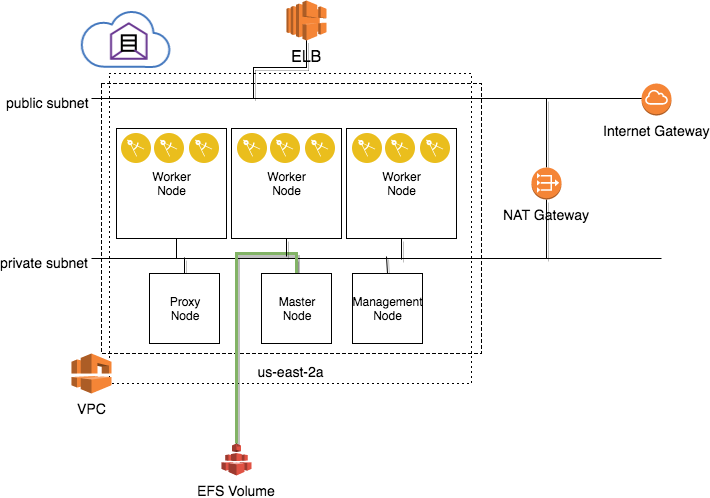 ELB
public subnet
Internet Gateway
Worker
Node
Worker
Node
Worker
Node
NAT Gateway
private subnet
Proxy
Node
Master
Node
Management
Node
us-east-2a
VPC
EFS Volume